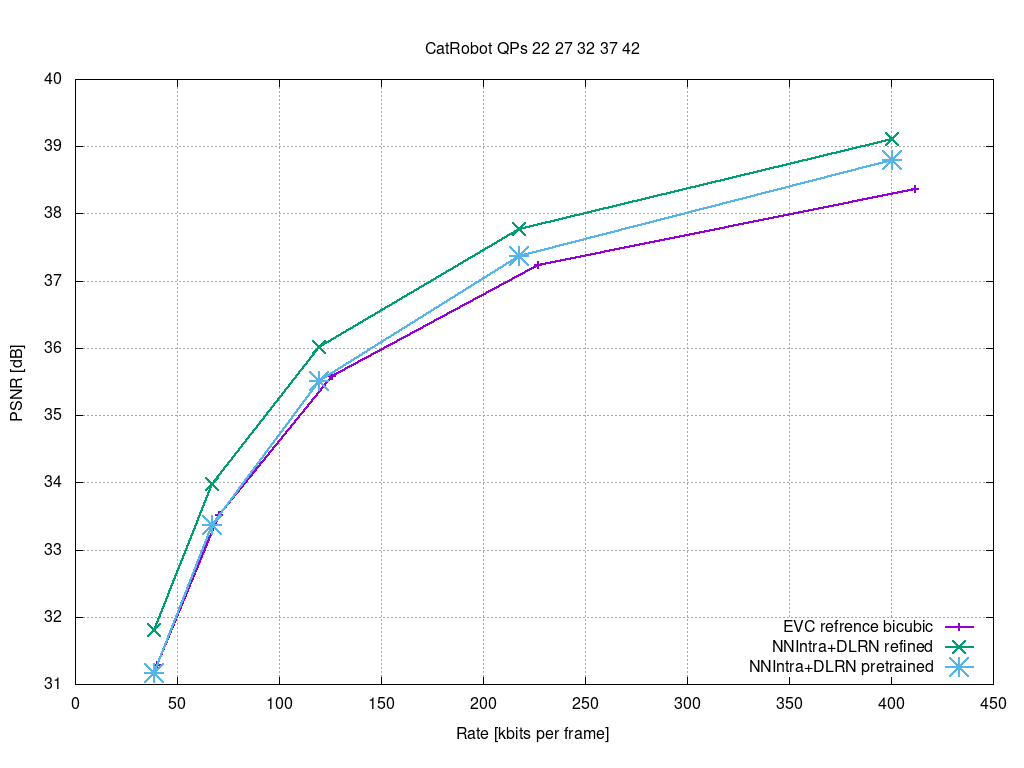 CatRobot QPs 22 27 32 37 42
40
39
38
37
36
35
34
33
32
31
PSNR [dB]
EVC refrence bicubic
NNIntra+DLRN refined
NNIntra+DLRN pretrained
0 50 100 150 200 250 300 350 400 450
Rate [kbits per frame]